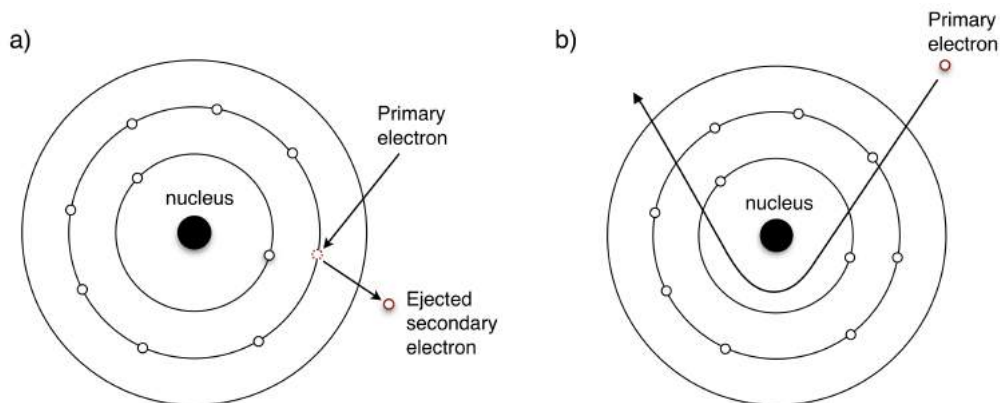 a)
Primary
electron
nucleus
Ejected
secondary
electron
b)
Primary
electron
nucleus